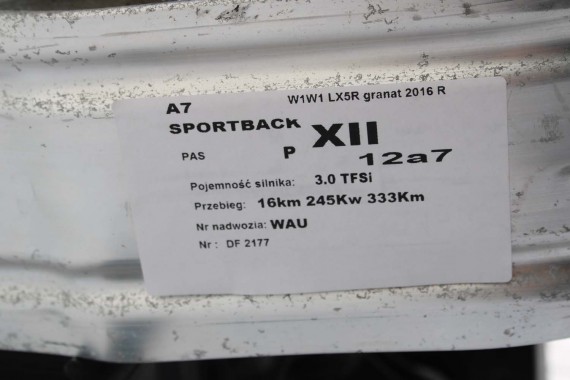 A7 W1W1 LX5R granat 2016 R
SPORTBACK XII
PAS P 12a7
Pojemność silnika: 3.0 TFSi
Przebieg: 16km 245Kw 333Km
Nr nadwozia: WAU
Nr : DF 2177